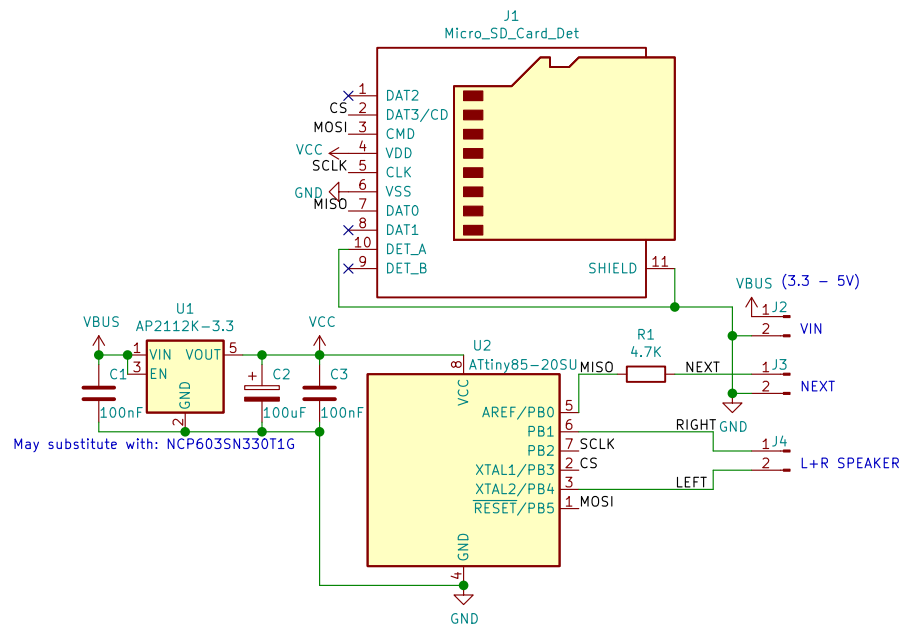 J1
Micro_SD_Card_Det
1 DAT2
CS 2 DAT3/CD
MOSI 3 CMD
VCC 4 VDD
SCLK 5 CLK
GND 6 VSS
MISO 7 DAT0
8 DAT1
10 DET_A
9 DET_B
SHIELD 11
VBUS (3.3 - 5V)
1 J2
2 VIN
U1
AP2112K-3.3
VBUS
VCC
1 VIN VOUT 5
3 EN
GND
2
C1
100nF
C2
100uF
C3
100nF
May substitute with: NCP603SN330T1G
U2
ATtiny85-20SU
8
VCC
AREF/PB0 5
PB1 6
PB2 7 SCLK
XTAL1/PB3 2 CS
XTAL2/PB4 3
RESET/PB5 1 MOSI
GND
4
GND
R1
4.7K
MISO
NEXT
1 J3
2 NEXT
GND
RIGHT
1 J4
2 L+R SPEAKER
LEFT
+